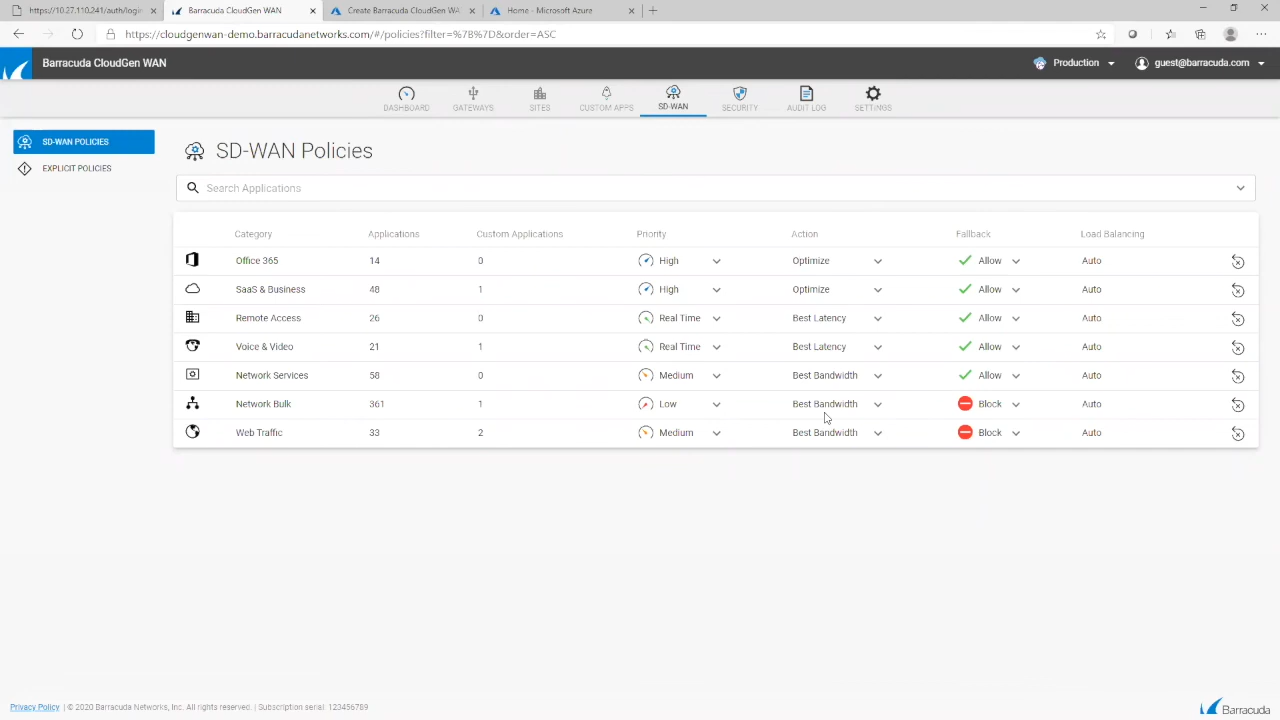 https://10.27.110.241/auth/login
Barracuda CloudGen WAN
Create Barracuda CloudGen WAN
Home - Microsoft Azure
https://cloudgenwan-demo.barracudanetworks.com/#/policies?filter=%7B%7D&order=ASC
Barracuda CloudGen WAN
Production
guest@barracuda.com
DASHBOARD
GATEWAYS
SITES
CUSTOM APPS
SD-WAN
SECURITY
AUDIT LOG
SETTINGS
SD-WAN POLICIES
EXPLICIT POLICIES
SD-WAN Policies
Search Applications
Category Applications Custom Applications Priority Action Fallback Load Balancing
Office 365 14 0 High Optimize Allow Auto
SaaS & Business 48 1 High Optimize Allow Auto
Remote Access 26 0 Real Time Best Latency Allow Auto
Voice & Video 21 1 Real Time Best Latency Allow Auto
Network Services 58 0 Medium Best Bandwidth Allow Auto
Network Bulk 361 1 Low Best Bandwidth Block Auto
Web Traffic 33 2 Medium Best Bandwidth Block Auto
Privacy Policy | © 2020 Barracuda Networks, Inc. All rights reserved. | Subscription serial 123456789
Barracuda